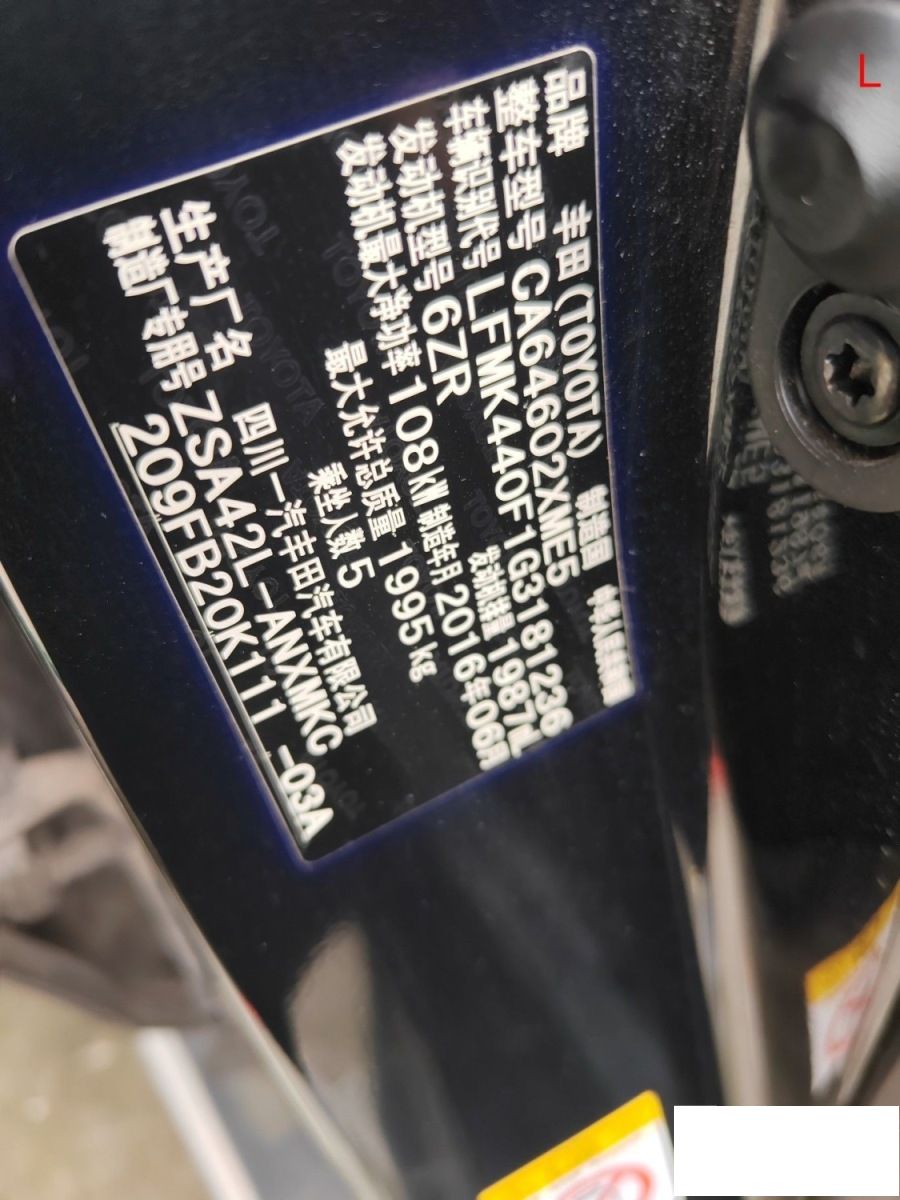 L
品牌 丰田(TOYOTA) 制造国 中华人民共和国
整车型号 CA64602XME5
车辆识别代号 LFMK440F1G3181236
发动机型号 6ZR 发动机排量 1987mL
发动机最大净功率 108kW 制造年月 2016年06月
最大允许总质量 1995kg
乘坐人数 5
生产厂名 四川一汽丰田汽车有限公司
制造厂专用号 ZSA42L-ANXMKC
209FB20K111 -03A